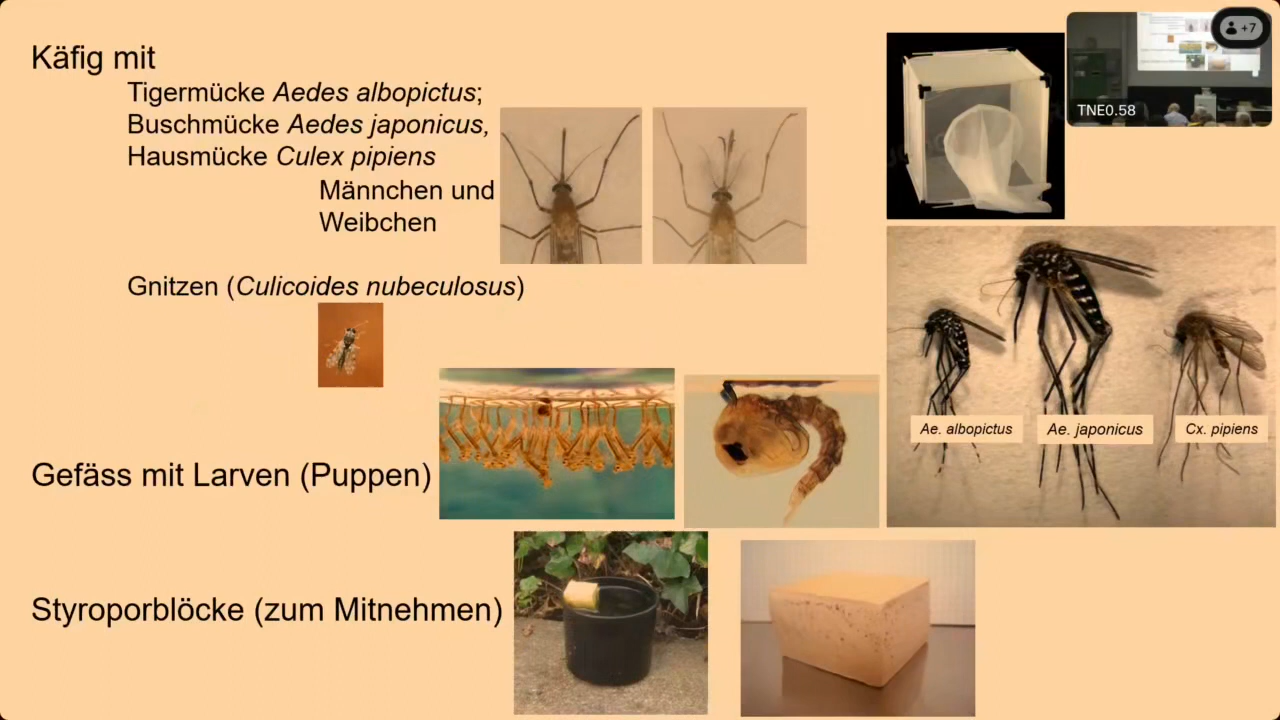 Käfig mit
Tigermücke Aedes albopictus;
Buschmücke Aedes japonicus,
Hausmücke Culex pipiens
Männchen und
Weibchen
Gnitzen (Culicoides nubeculosus)
Gefäss mit Larven (Puppen)
Styroporblöcke (zum Mitnehmen)
Ae. albopictus
Ae. japonicus
Cx. pipiens
TNE0.58
+7